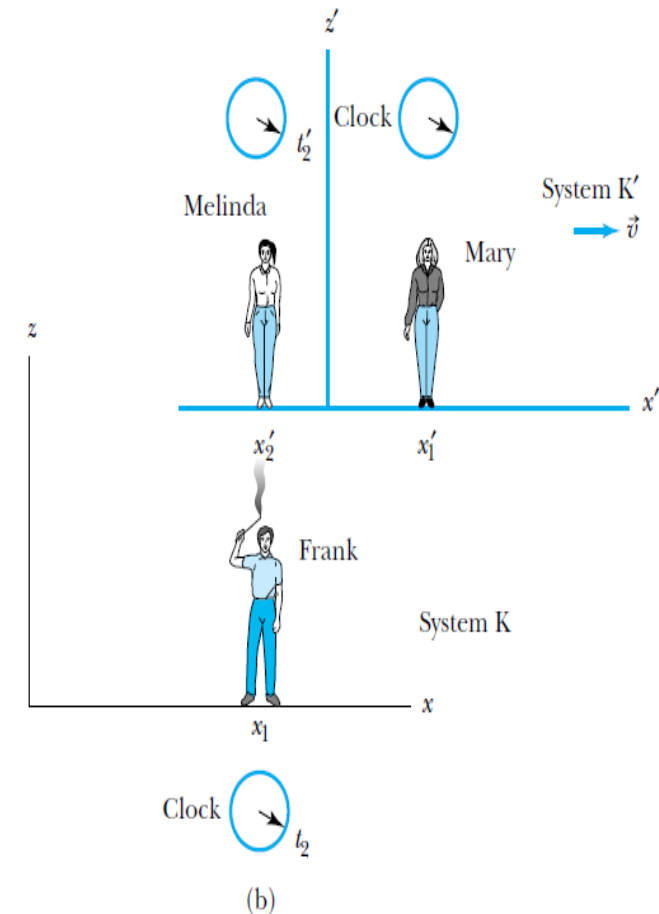 z′
Clock
t′₂
System K′
v⃗
Melinda
Mary
z
x′
x′₂
x′₁
Frank
System K
x
x₁
Clock
t₂
(b)